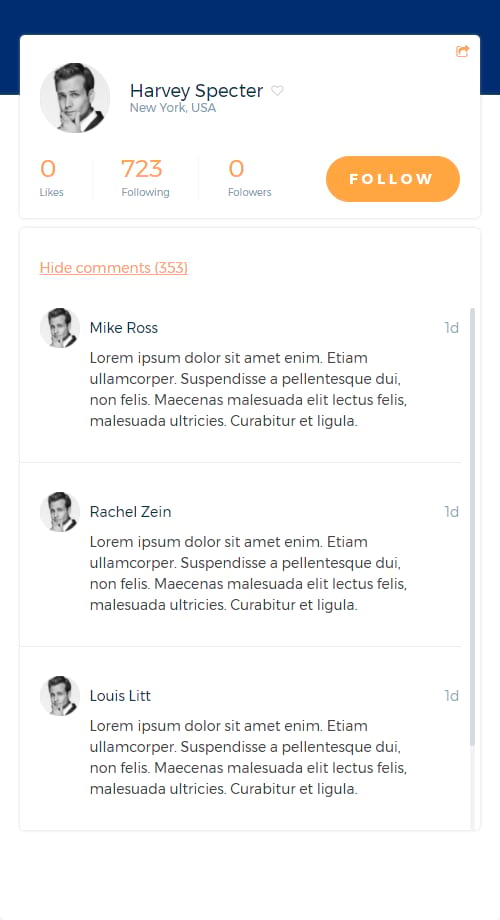 Harvey Specter
New York, USA
0 723 0
Likes Following Folowers
FOLLOW
Hide comments (353)
Mike Ross 1d
Lorem ipsum dolor sit amet enim. Etiam
ullamcorper. Suspendisse a pellentesque dui,
non felis. Maecenas malesuada elit lectus felis,
malesuada ultricies. Curabitur et ligula.
Rachel Zein 1d
Lorem ipsum dolor sit amet enim. Etiam
ullamcorper. Suspendisse a pellentesque dui,
non felis. Maecenas malesuada elit lectus felis,
malesuada ultricies. Curabitur et ligula.
Louis Litt 1d
Lorem ipsum dolor sit amet enim. Etiam
ullamcorper. Suspendisse a pellentesque dui,
non felis. Maecenas malesuada elit lectus felis,
malesuada ultricies. Curabitur et ligula.